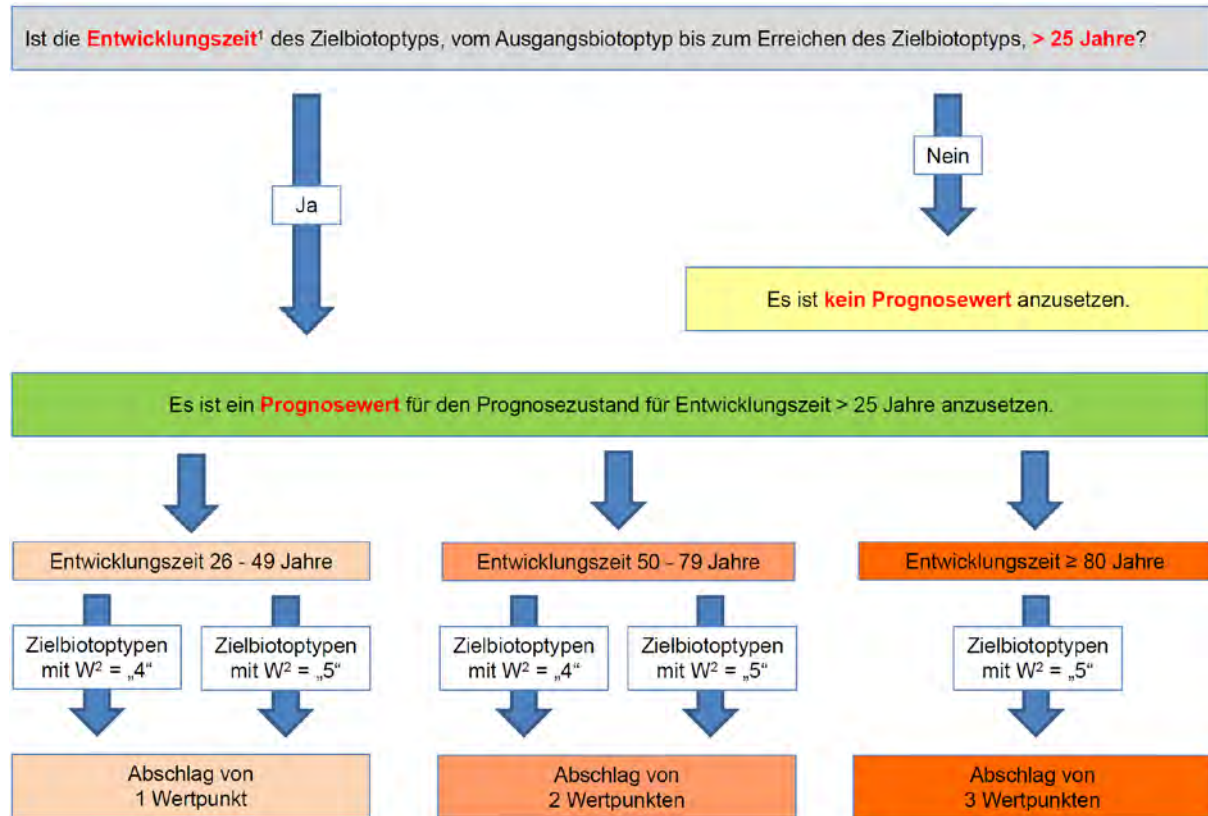 Ist die Entwicklungszeit¹ des Zielbiotoptyps, vom Ausgangsbiotoptyp bis zum Erreichen des Zielbiotoptyps, > 25 Jahre?
Ja
Nein
Es ist kein Prognosewert anzusetzen.
Es ist ein Prognosewert für den Prognosezustand für Entwicklungszeit > 25 Jahre anzusetzen.
Entwicklungszeit 26 - 49 Jahre
Entwicklungszeit 50 - 79 Jahre
Entwicklungszeit ≥ 80 Jahre
Zielbiotoptypen
mit W² = „4“
Zielbiotoptypen
mit W² = „5“
Zielbiotoptypen
mit W² = „4“
Zielbiotoptypen
mit W² = „5“
Zielbiotoptypen
mit W² = „5“
Abschlag von
1 Wertpunkt
Abschlag von
2 Wertpunkten
Abschlag von
3 Wertpunkten